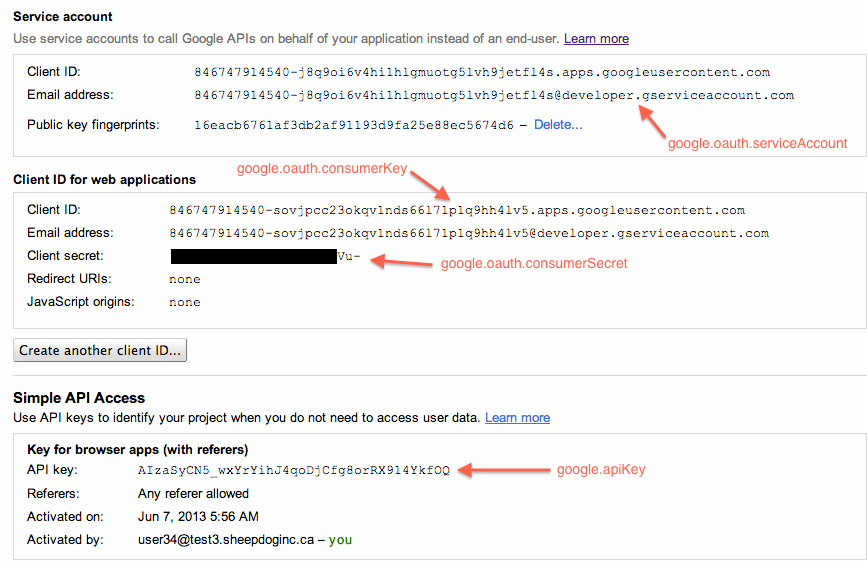 Service account
Use service accounts to call Google APIs on behalf of your application instead of an end-user. Learn more
Client ID: 846747914540-j8q9oi6v4hi1h1gmuotg5lvh9jetf14s.apps.googleusercontent.com
Email address: 846747914540-j8q9oi6v4hi1h1gmuotg5lvh9jetf14s@developer.gserviceaccount.com
Public key fingerprints: 16eacb6761af3db2af91193d9fa25e88ec5674d6 – Delete...
google.oauth.serviceAccount
google.oauth.consumerKey
Client ID for web applications
Client ID: 846747914540-sovjpcc23okqv1nds66171p1q9hh41v5.apps.googleusercontent.com
Email address: 846747914540-sovjpcc23okqv1nds66171p1q9hh41v5@developer.gserviceaccount.com
Client secret: Vu-
google.oauth.consumerSecret
Redirect URIs: none
JavaScript origins: none
Create another client ID...
Simple API Access
Use API keys to identify your project when you do not need to access user data. Learn more
Key for browser apps (with referers)
API key: AIzaSyCN5_wxYrYihJ4qoDjCfg8orRX914YkfOQ
google.apiKey
Referers: Any referer allowed
Activated on: Jun 7, 2013 5:56 AM
Activated by: user34@test3.sheepdoginc.ca – you